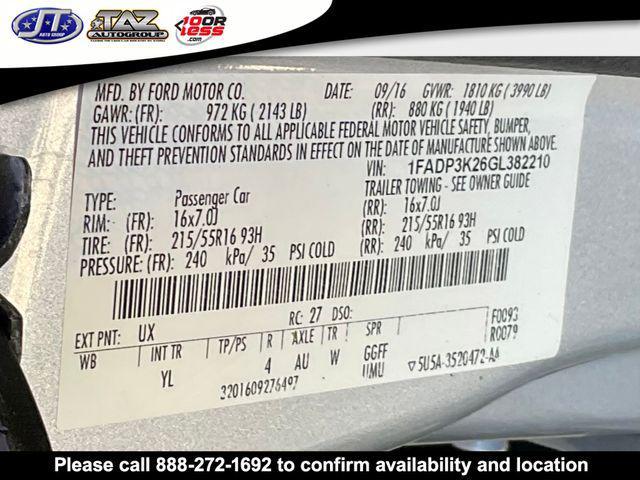 JT AUTO GROUP TAZ AUTOGROUP 10 OR LESS
MFD. BY FORD MOTOR CO. DATE: 09/16 GVWR: 1810 KG (3990 LB)
GAWR: (FR): 972 KG (2143 LB) (RR): 880 KG (1940 LB)
THIS VEHICLE CONFORMS TO ALL APPLICABLE FEDERAL MOTOR VEHICLE SAFETY, BUMPER,
AND THEFT PREVENTION STANDARDS IN EFFECT ON THE DATE OF MANUFACTURE SHOWN ABOVE.
VIN: 1FADP3K26GL382210
TYPE: Passenger Car TRAILER TOWING - SEE OWNER GUIDE
RIM: (FR): 16x7.0J (RR): 16x7.0J
TIRE: (FR): 215/55R16 93H (RR): 215/55R16 93H
PRESSURE: (FR): 240 kPa/ 35 PSI COLD (RR): 240 kPa/ 35 PSI COLD
EXT PNT: UX RC: 27 DSO: F0093
WB INT TR TP/PS R AXLE TR SPR R0079
YL 4 AU W GGFF
UMU 5U5A-3520472-AA
3201609276497
Please call 888-272-1692 to confirm availability and location